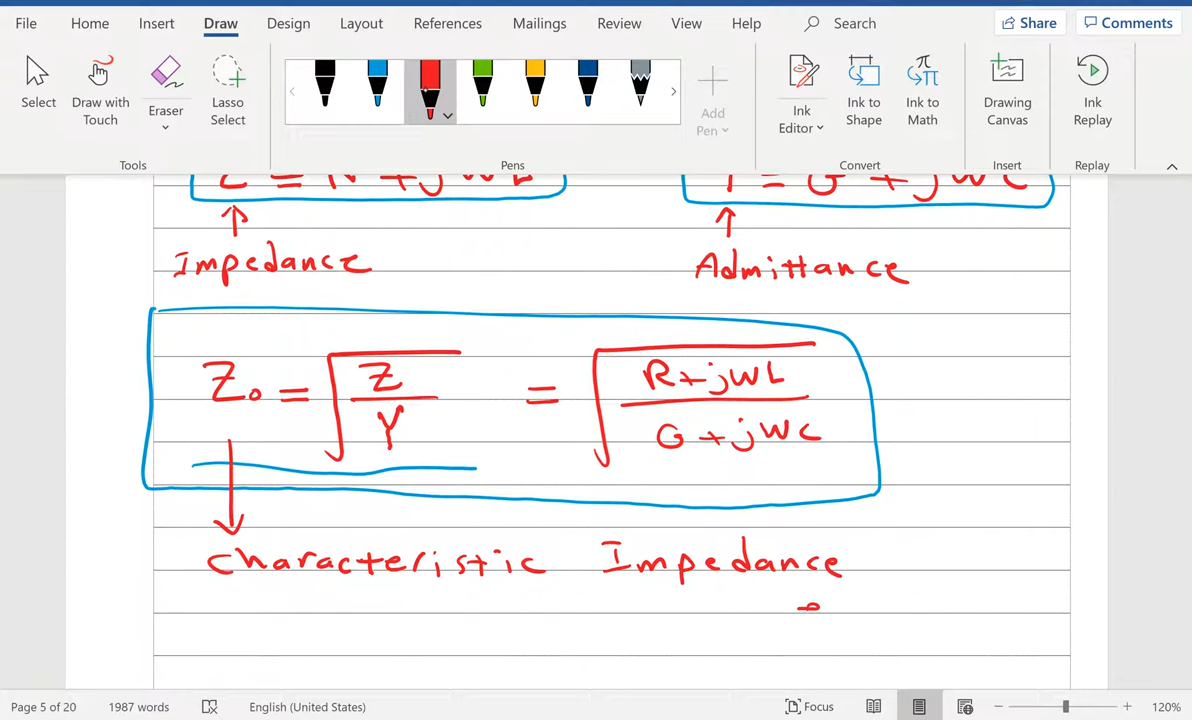 File Home Insert Draw Design Layout References Mailings Review View Help Search Share Comments
Select
Draw with Touch
Eraser
Lasso Select
Add Pen
Ink Editor
Ink to Shape
Ink to Math
Drawing Canvas
Ink Replay
Tools Pens Convert Insert Replay
Z = R + jWL Y = G + jWC
Impedance Admittance
Zo = √(Z/Y) = √((R+jWL)/(G+jWC))
Characteristic Impedance
Page 5 of 20 1987 words English (United States) Focus 120%